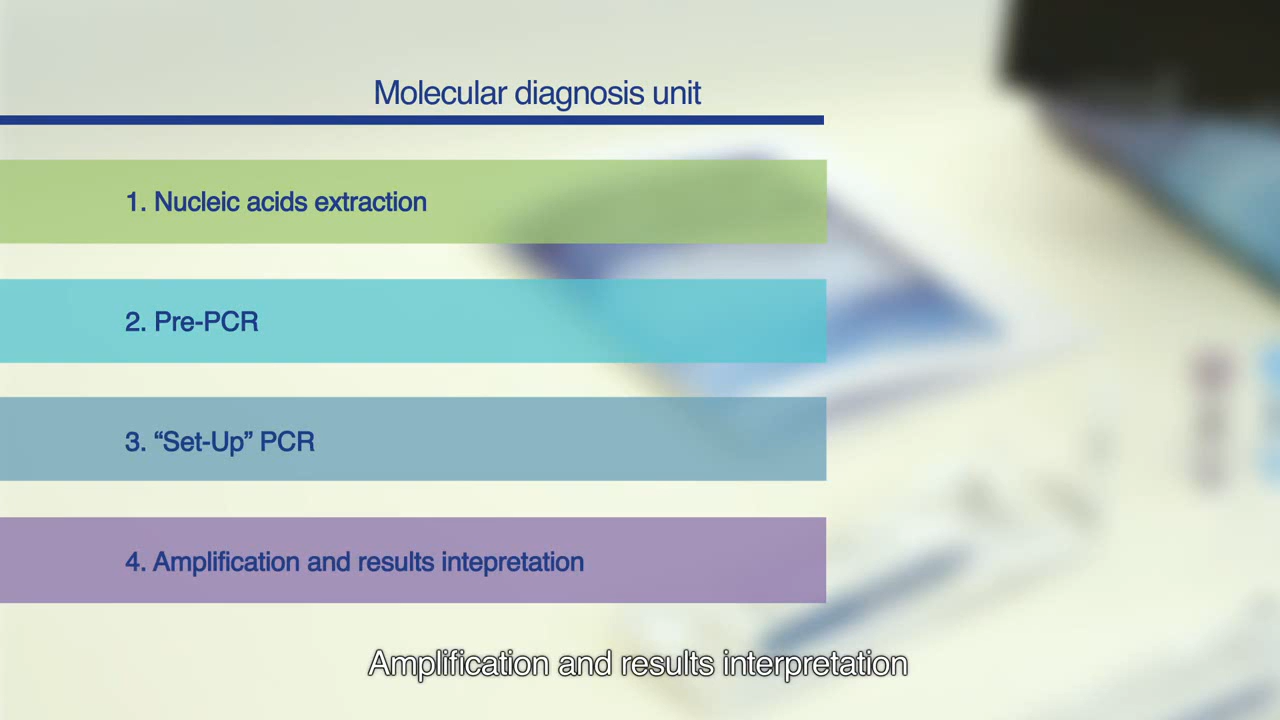 Molecular diagnosis unit
1. Nucleic acids extraction
2. Pre-PCR
3. “Set-Up” PCR
4. Amplification and results intepretation
Amplification and results interpretation